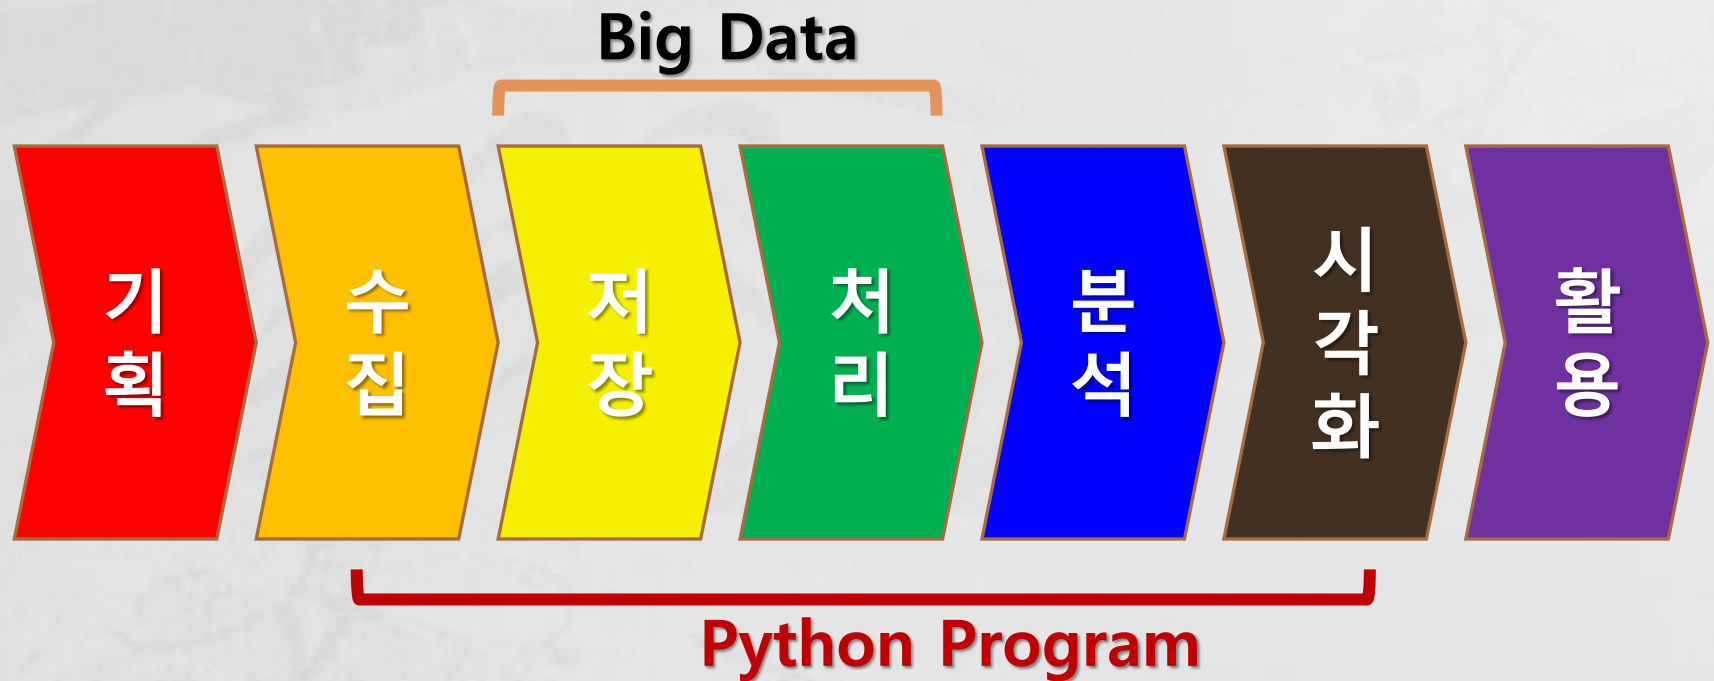 Big Data
기획
수집
저장
처리
분석
시각화
활용
Python Program